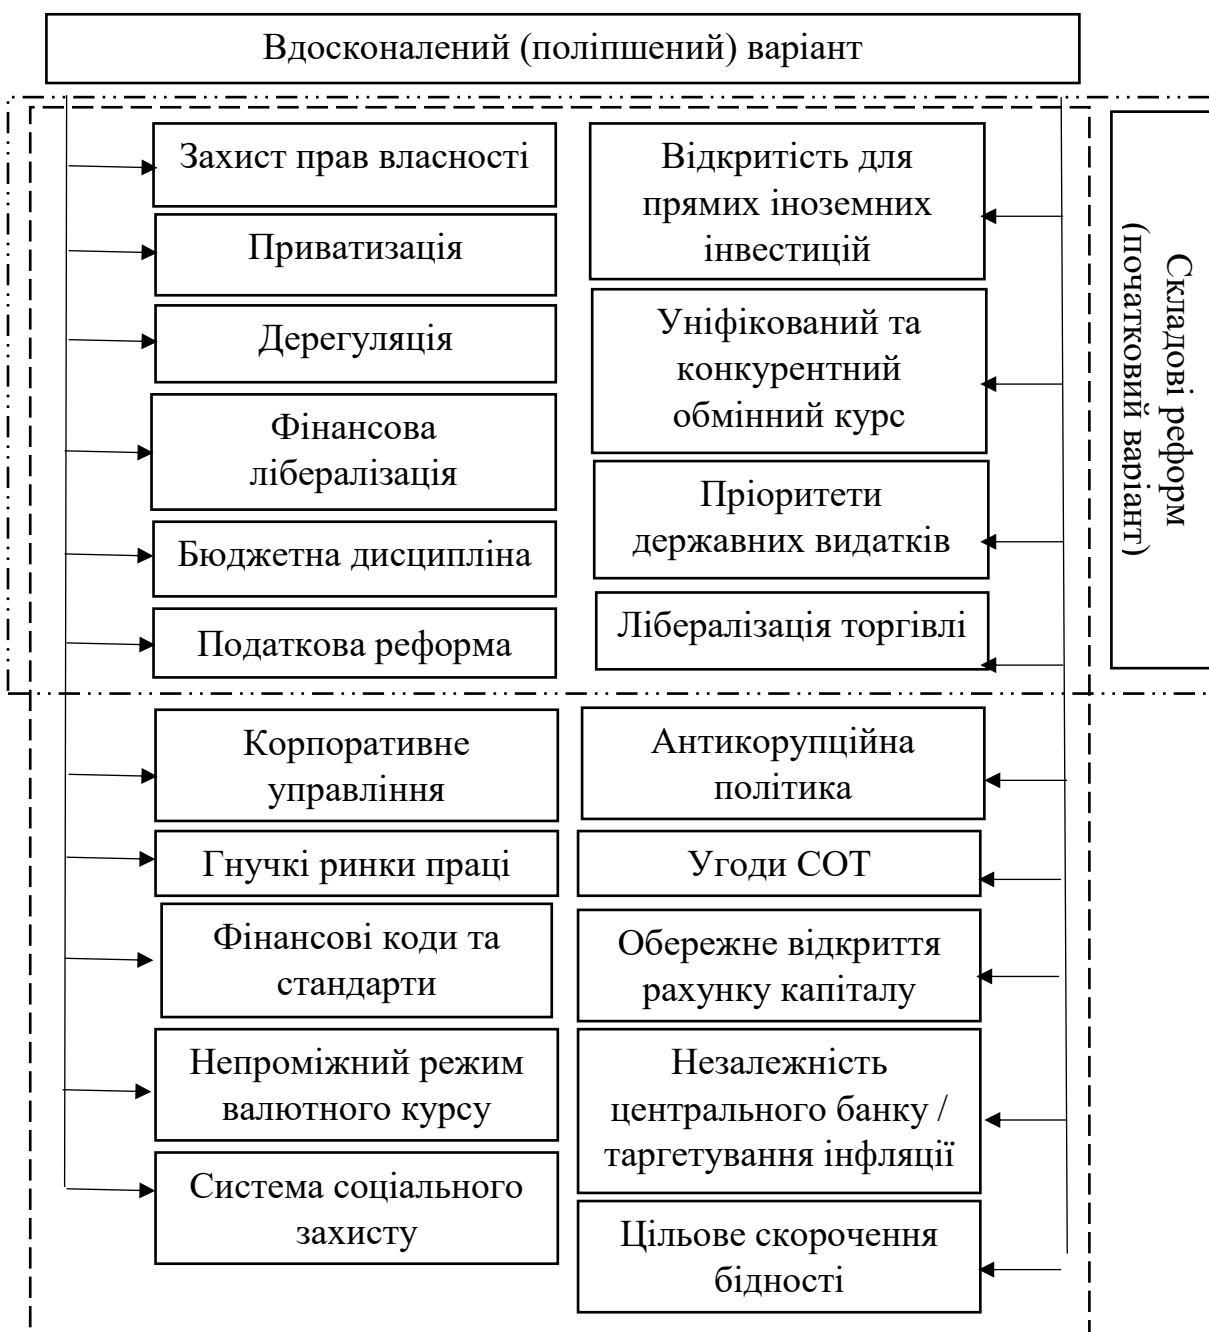 Вдосконалений (поліпшений) варіант
Захист прав власності
Приватизація
Дерегуляція
Фінансова
лібералізація
Бюджетна дисципліна
Податкова реформа
Відкритість для
прямих іноземних
інвестицій
Уніфікований та
конкурентний
обмінний курс
Пріоритети
державних видатків
Лібералізація торгівлі
Складові реформ
(початковий варіант)
Корпоративне
управління
Гнучкі ринки праці
Фінансові коди та
стандарти
Непроміжний режим
валютного курсу
Система соціального
захисту
Антикорупційна
політика
Угоди СОТ
Обережне відкриття
рахунку капіталу
Незалежність
центрального банку /
таргетування інфляції
Цільове скорочення
бідності